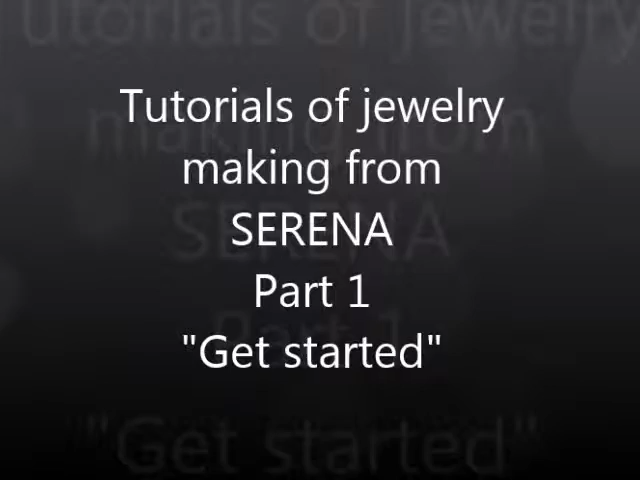 Tutorials of jewelry
making from
SERENA
Part 1
"Get started"